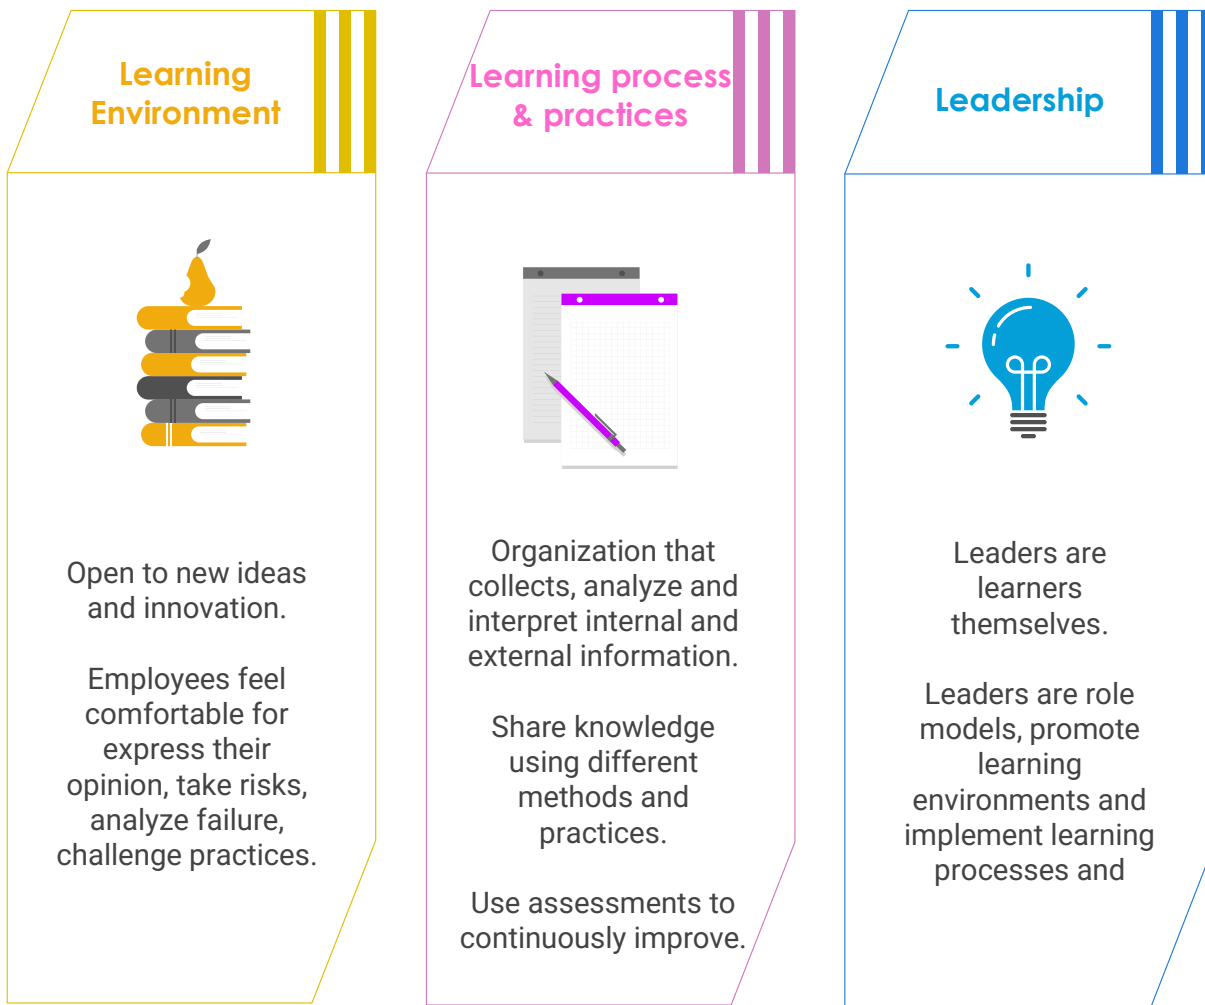 Learning
Environment
Open to new ideas
and innovation.
Employees feel
comfortable for
express their
opinion, take risks,
analyze failure,
challenge practices.
Learning process
& practices
Organization that
collects, analyze and
interpret internal and
external information.
Share knowledge
using different
methods and
practices.
Use assessments to
continuously improve.
Leadership
Leaders are
learners
themselves.
Leaders are role
models, promote
learning
environments and
implement learning
processes and